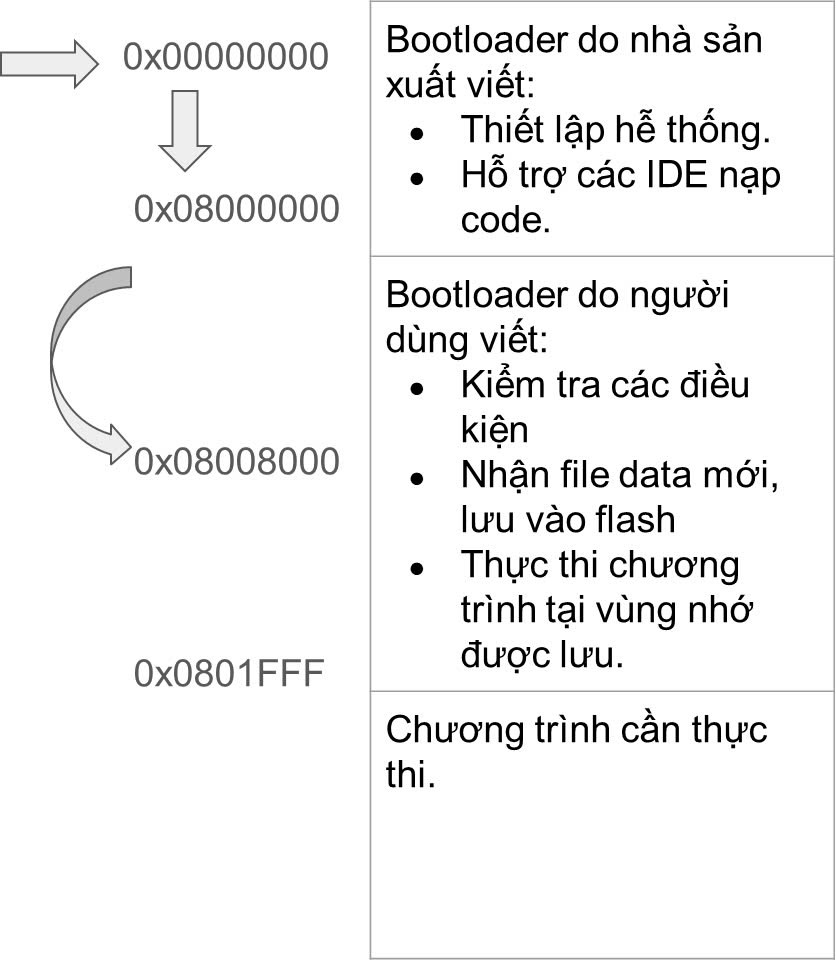 0x00000000
0x08000000
0x08008000
0x0801FFF
Bootloader do nhà sản
xuất viết:
● Thiết lập hễ thống.
● Hỗ trợ các IDE nạp
code.
Bootloader do người
dùng viết:
● Kiểm tra các điều
kiện
● Nhận file data mới,
lưu vào flash
● Thực thi chương
trình tại vùng nhớ
được lưu.
Chương trình cần thực
thi.